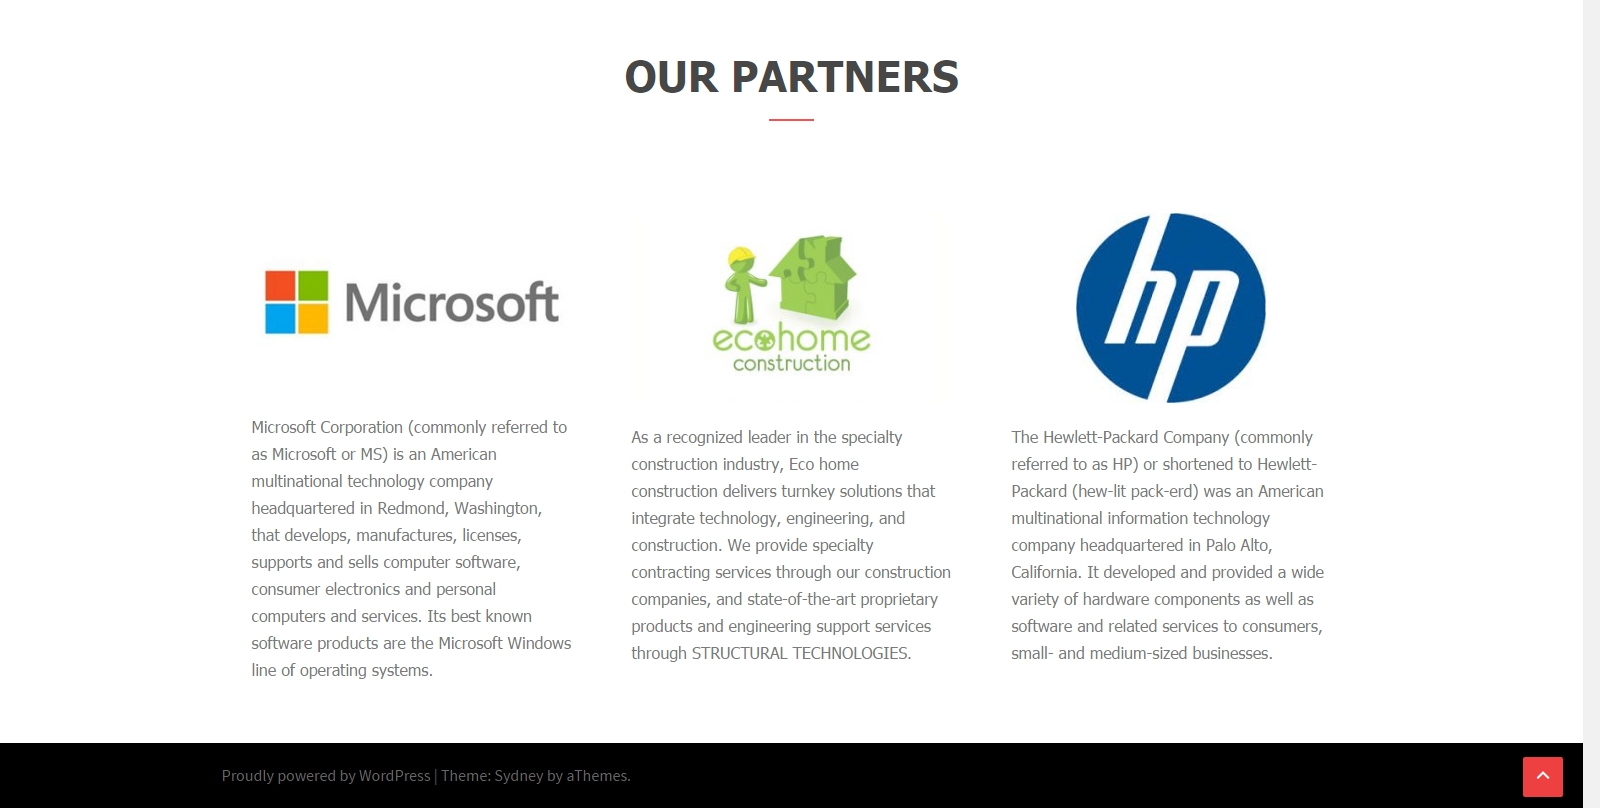 OUR PARTNERS
Microsoft
ecohome
construction
hp
Microsoft Corporation (commonly referred to
as Microsoft or MS) is an American
multinational technology company
headquartered in Redmond, Washington,
that develops, manufactures, licenses,
supports and sells computer software,
consumer electronics and personal
computers and services. Its best known
software products are the Microsoft Windows
line of operating systems.
As a recognized leader in the specialty
construction industry, Eco home
construction delivers turnkey solutions that
integrate technology, engineering, and
construction. We provide specialty
contracting services through our construction
companies, and state-of-the-art proprietary
products and engineering support services
through STRUCTURAL TECHNOLOGIES.
The Hewlett-Packard Company (commonly
referred to as HP) or shortened to Hewlett-
Packard (hew-lit pack-erd) was an American
multinational information technology
company headquartered in Palo Alto,
California. It developed and provided a wide
variety of hardware components as well as
software and related services to consumers,
small- and medium-sized businesses.
Proudly powered by WordPress | Theme: Sydney by aThemes.